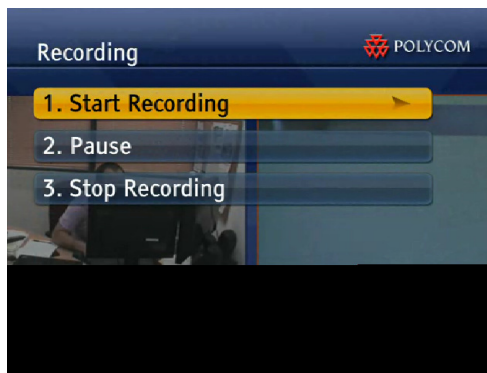 Recording
POLYCOM
1. Start Recording
2. Pause
3. Stop Recording